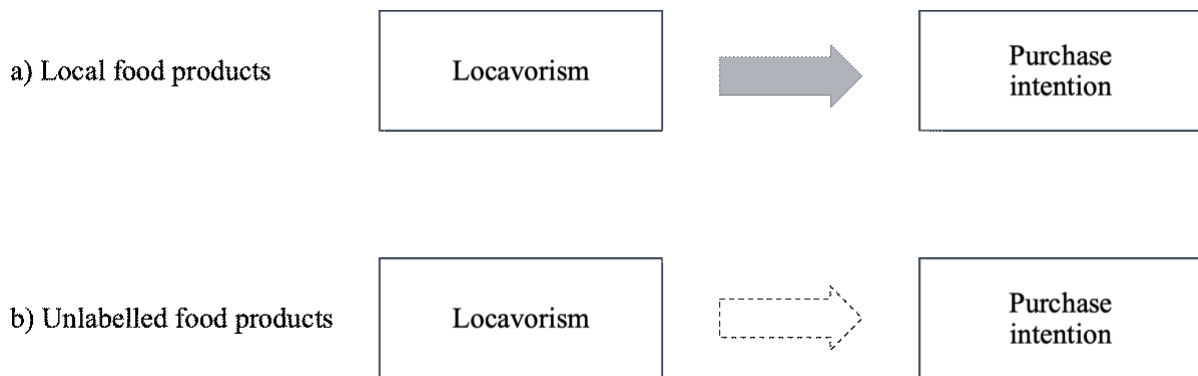 a) Local food products
Locavorism
Purchase
intention
b) Unlabelled food products
Locavorism
Purchase
intention